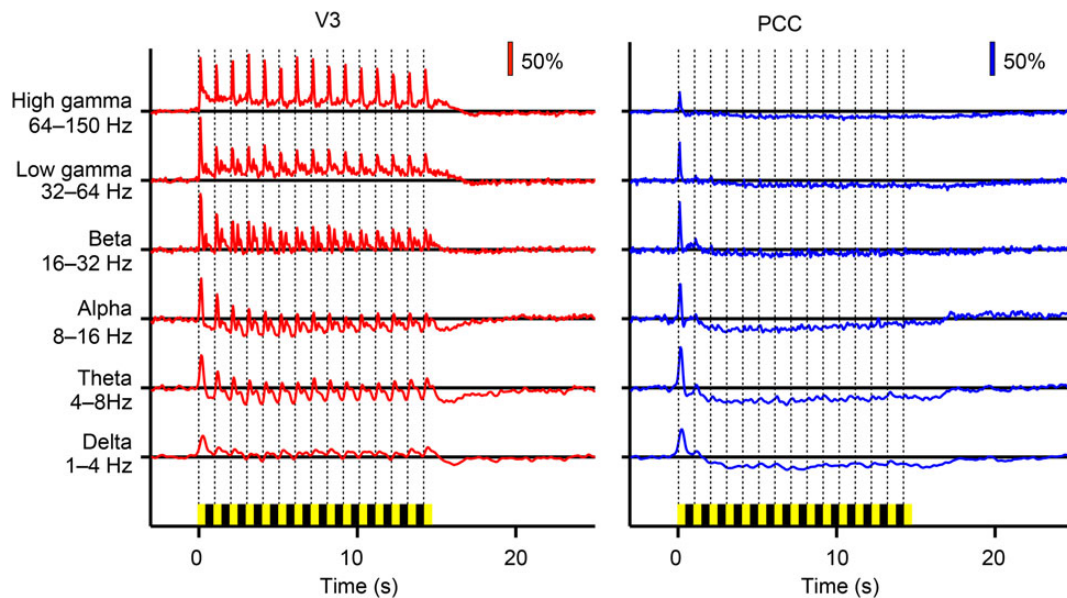 V3
50%
High gamma
64–150 Hz
Low gamma
32–64 Hz
Beta
16–32 Hz
Alpha
8–16 Hz
Theta
4–8Hz
Delta
1–4 Hz
0
10
20
Time (s)
PCC
50%
0
10
20
Time (s)